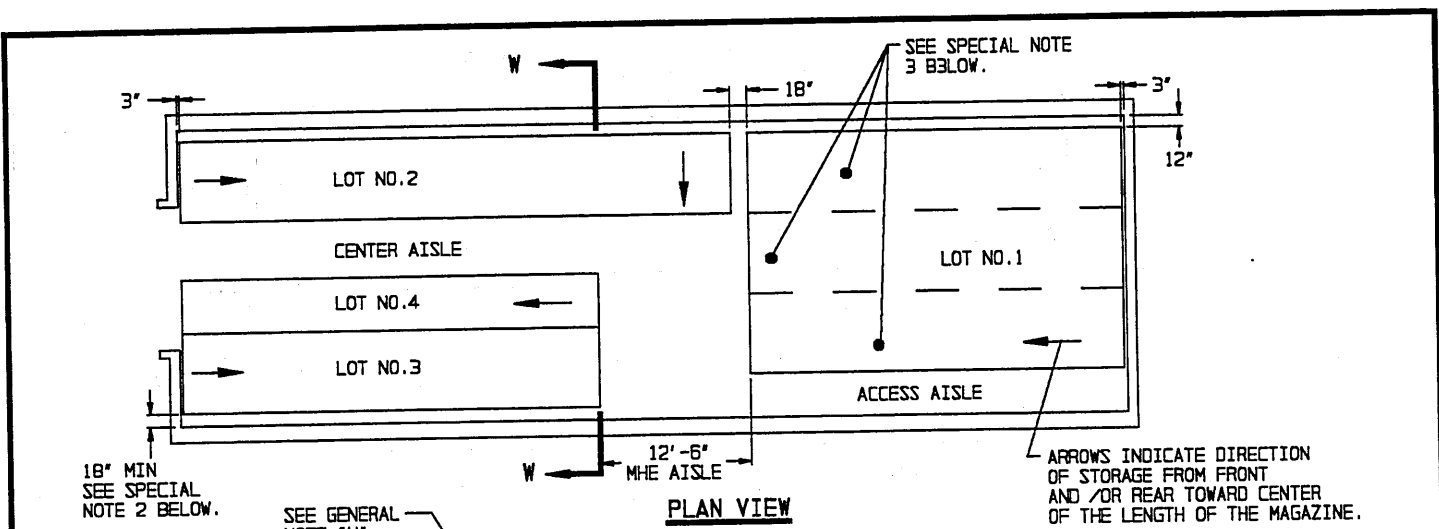 SEE SPECIAL NOTE
3 B3LOW.
W
3"
18"
3"
12"
LOT NO.2
CENTER AISLE
LOT NO.1
LOT NO.4
LOT NO.3
ACCESS AISLE
12'-6"
MHE AISLE
W
18" MIN
SEE SPECIAL
NOTE 2 BELOW.
ARROWS INDICATE DIRECTION
OF STORAGE FROM FRONT
AND /OR REAR TOWARD CENTER
OF THE LENGTH OF THE MAGAZINE.
PLAN VIEW
SEE GENERAL